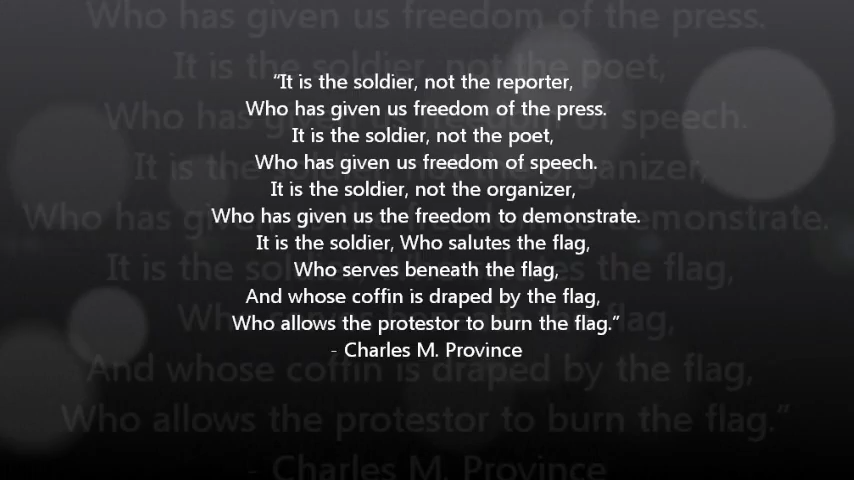 “It is the soldier, not the reporter,
Who has given us freedom of the press.
It is the soldier, not the poet,
Who has given us freedom of speech.
It is the soldier, not the organizer,
Who has given us the freedom to demonstrate.
It is the soldier, Who salutes the flag,
Who serves beneath the flag,
And whose coffin is draped by the flag,
Who allows the protestor to burn the flag.”
- Charles M. Province